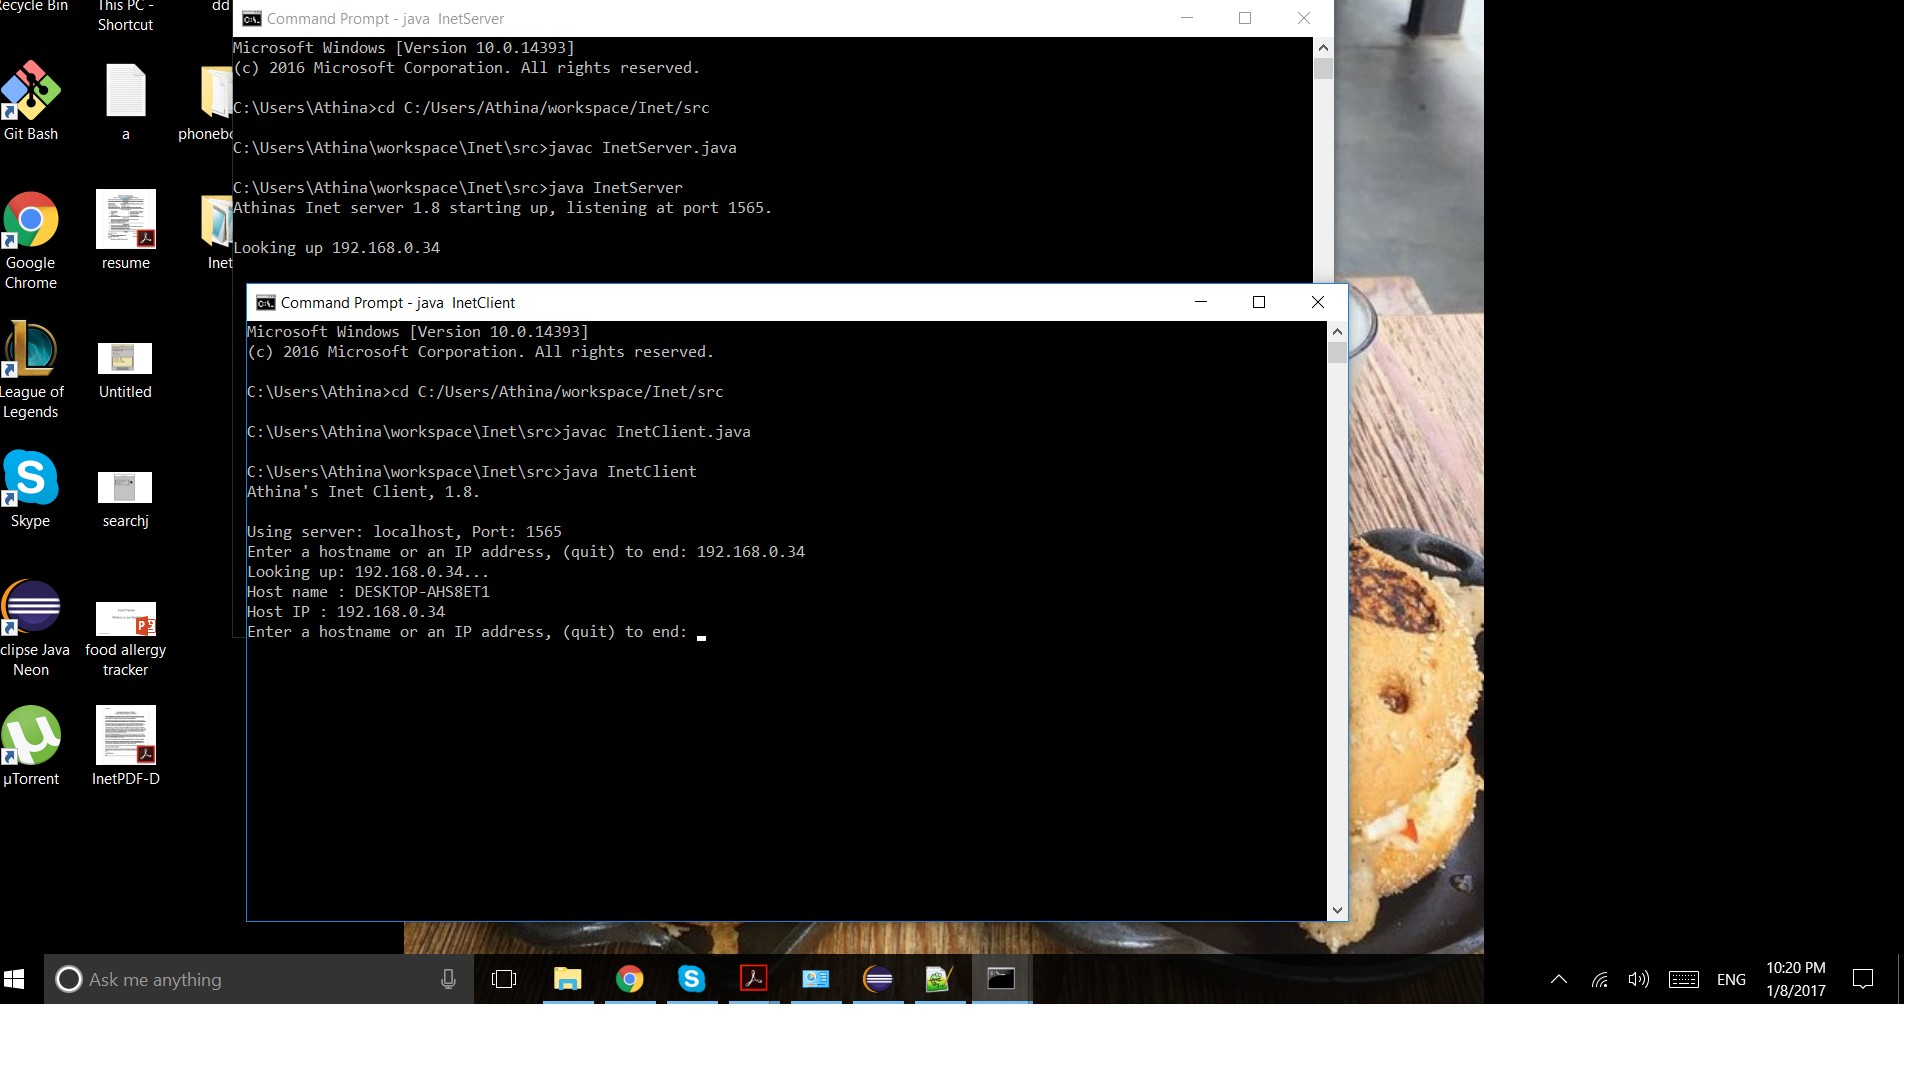 ecycle Bin
This PC -
Shortcut
dd
Git Bash
a
phonebo
Google
Chrome
resume
Inet
League of
Legends
Untitled
Skype
searchj
clipse Java
Neon
food allergy
tracker
µTorrent
InetPDF-D
Command Prompt - java  InetServer
Microsoft Windows [Version 10.0.14393]
(c) 2016 Microsoft Corporation. All rights reserved.
C:\Users\Athina>cd C:/Users/Athina/workspace/Inet/src
C:\Users\Athina\workspace\Inet\src>javac InetServer.java
C:\Users\Athina\workspace\Inet\src>java InetServer
Athinas Inet server 1.8 starting up, listening at port 1565.
Looking up 192.168.0.34
Command Prompt - java  InetClient
Microsoft Windows [Version 10.0.14393]
(c) 2016 Microsoft Corporation. All rights reserved.
C:\Users\Athina>cd C:/Users/Athina/workspace/Inet/src
C:\Users\Athina\workspace\Inet\src>javac InetClient.java
C:\Users\Athina\workspace\Inet\src>java InetClient
Athina's Inet Client, 1.8.
Using server: localhost, Port: 1565
Enter a hostname or an IP address, (quit) to end: 192.168.0.34
Looking up: 192.168.0.34...
Host name : DESKTOP-AHS8ET1
Host IP : 192.168.0.34
Enter a hostname or an IP address, (quit) to end:
Ask me anything
ENG
10:20 PM
1/8/2017